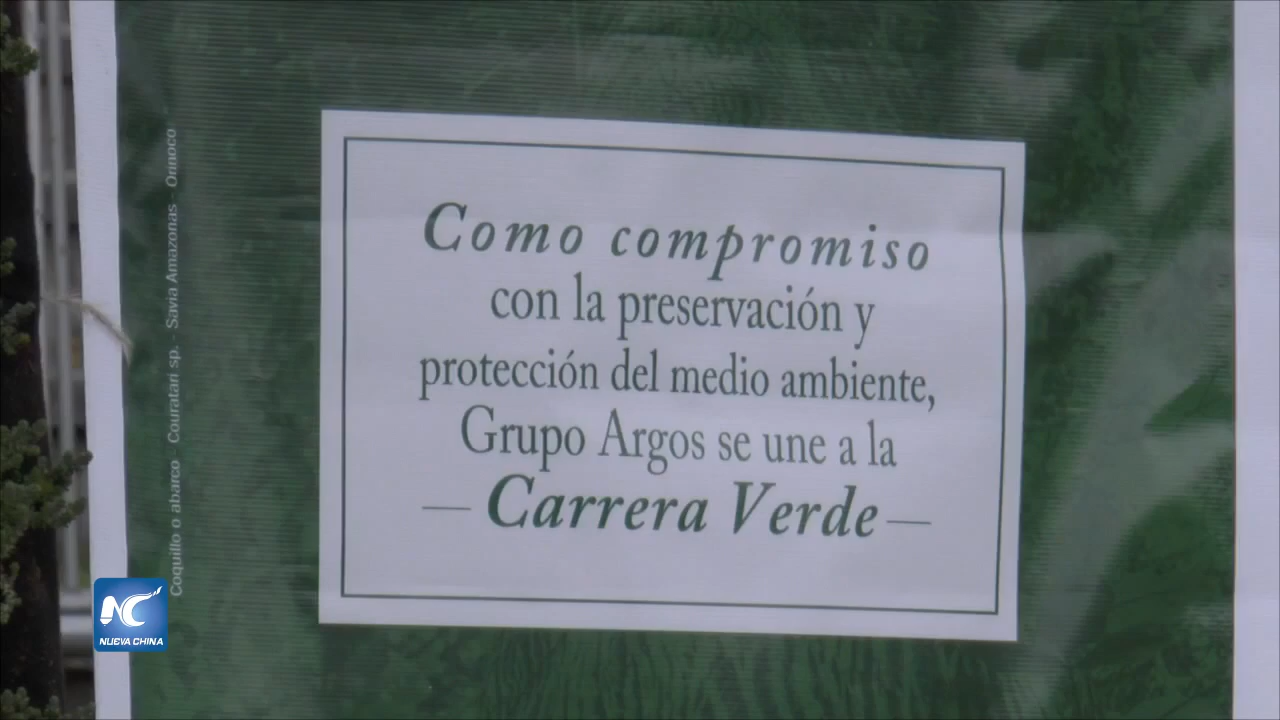 Como compromiso
con la preservación y
protección del medio ambiente,
Grupo Argos se une a la
— Carrera Verde —
Coquillo o abarco - Couratari sp. - Savia Amazonas - Orinoco
NC
NUEVA CHINA